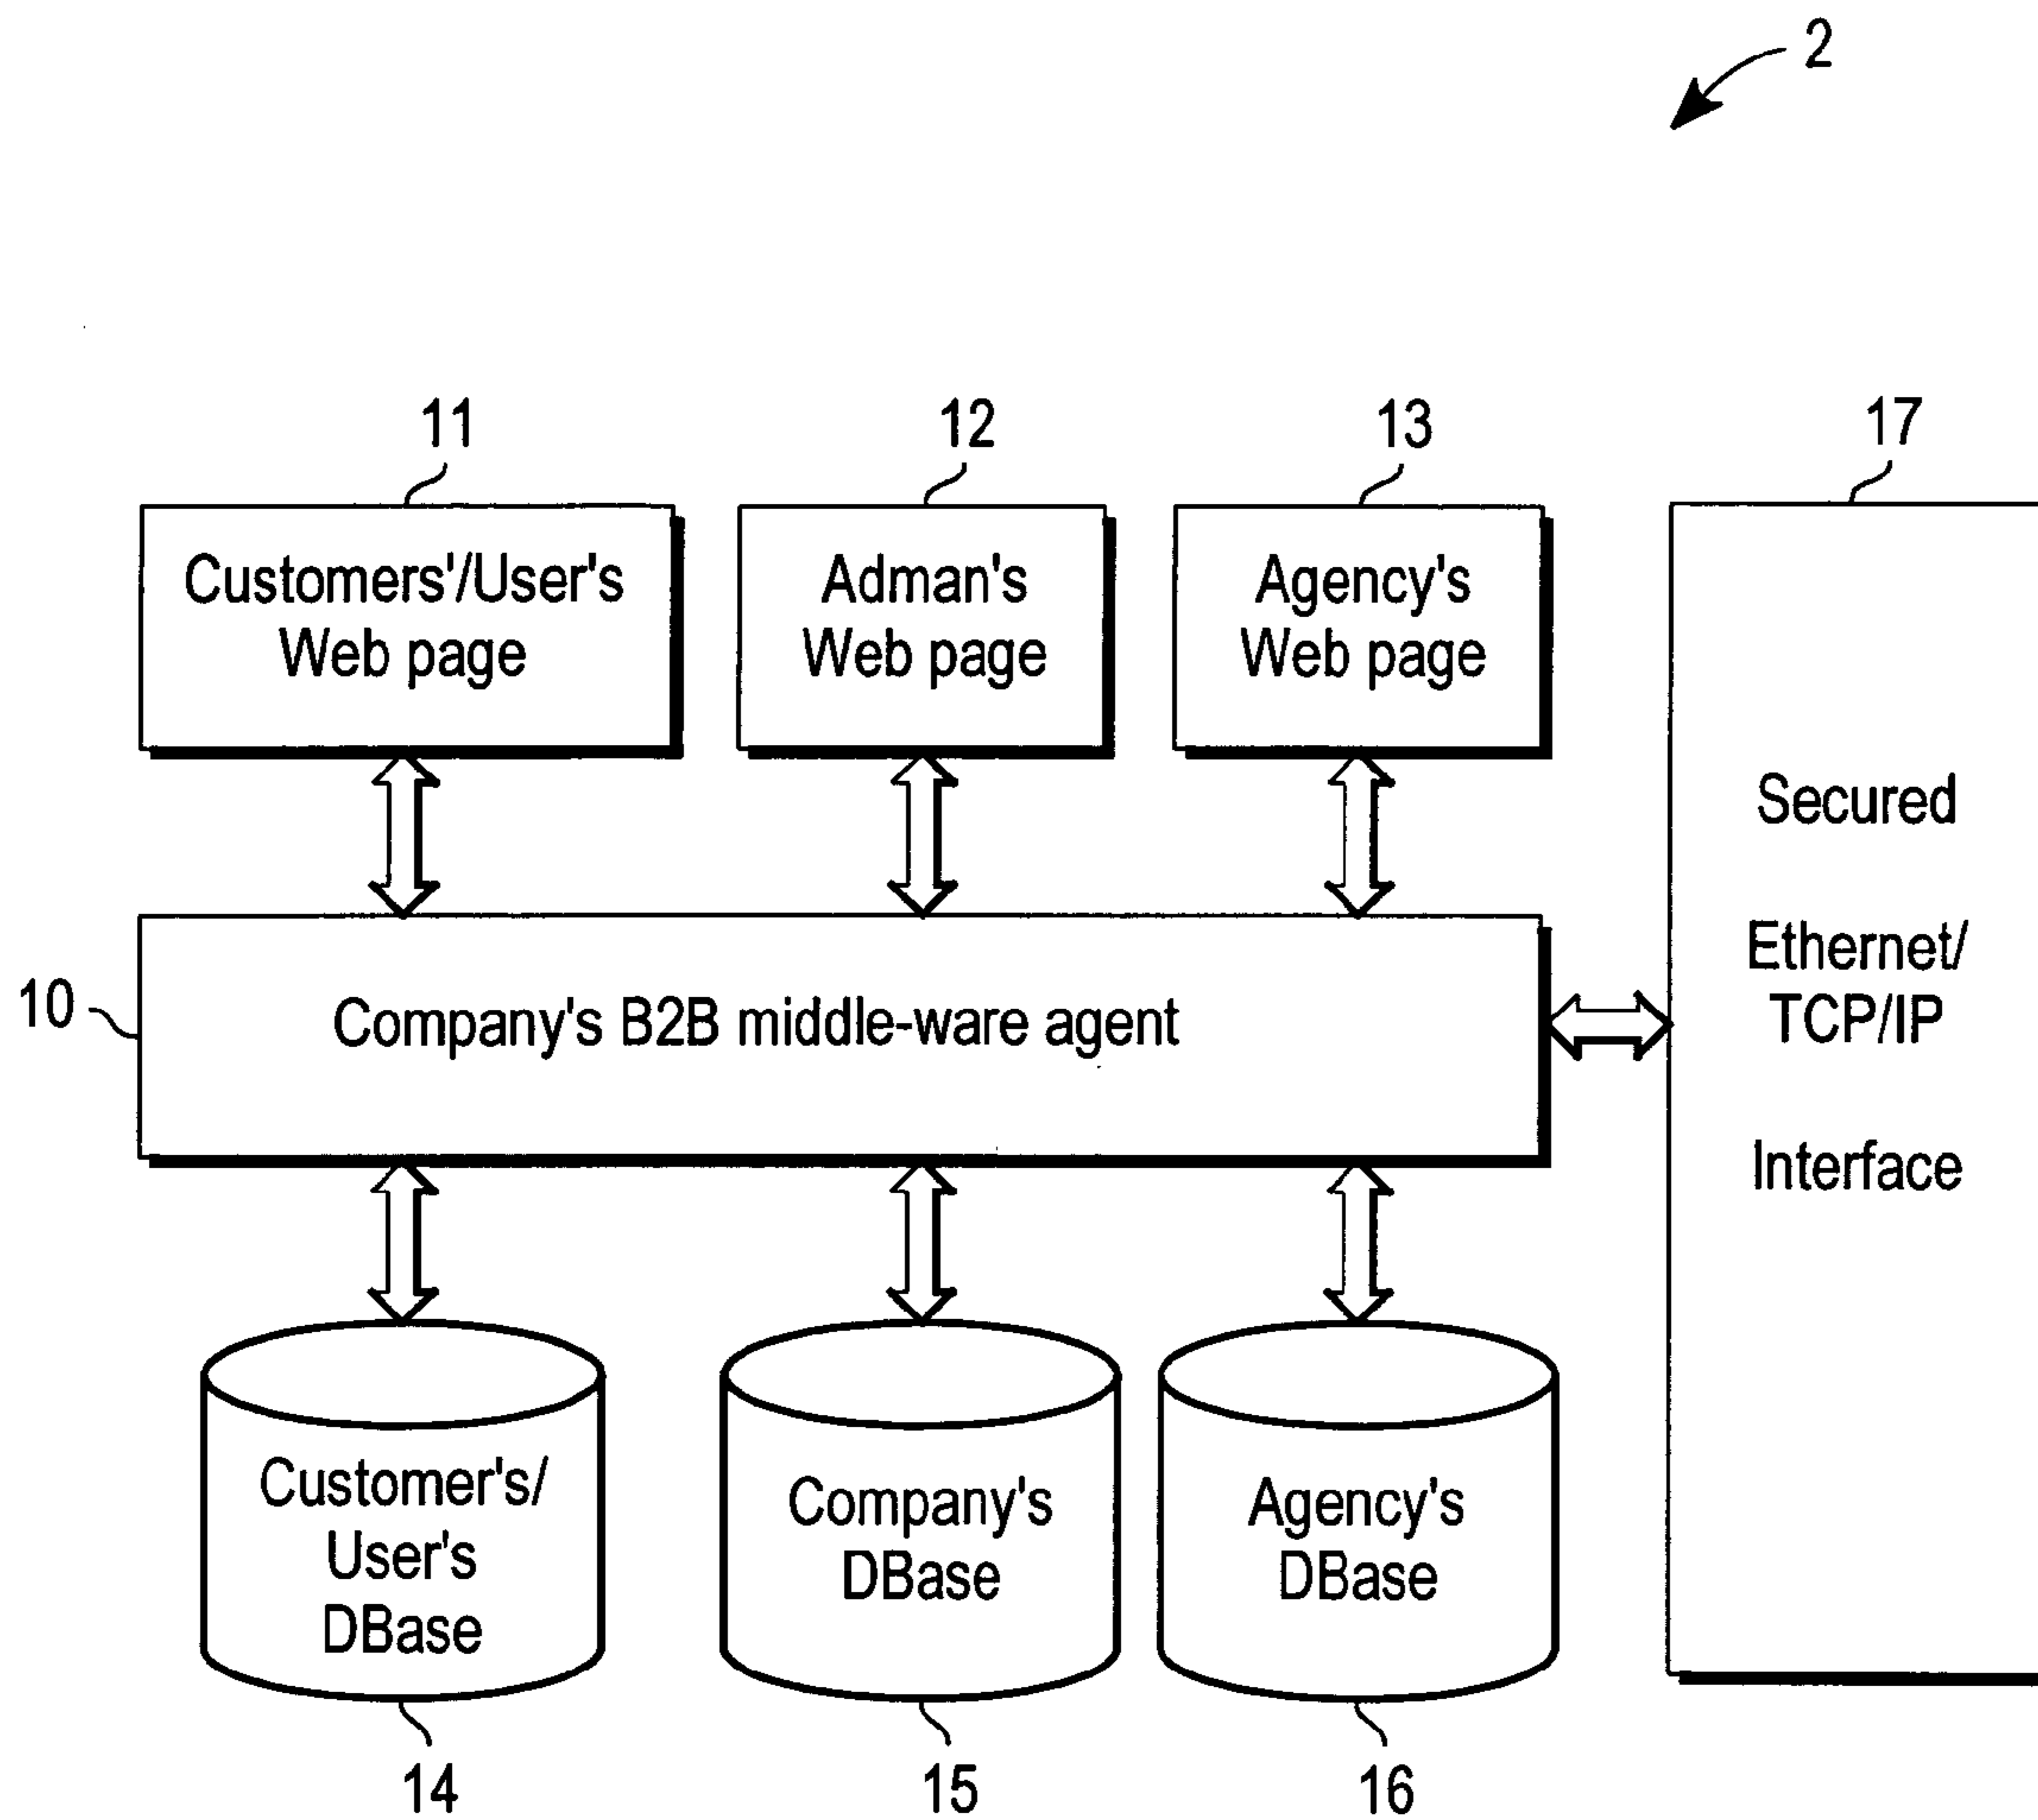 2
11
12
13
17
Customers'/User's
Web page
Adman's
Web page
Agency's
Web page
Secured
Ethernet/
TCP/IP
Interface
10
Company's B2B middle-ware agent
Customer's/
User's
DBase
Company's
DBase
Agency's
DBase
14
15
16